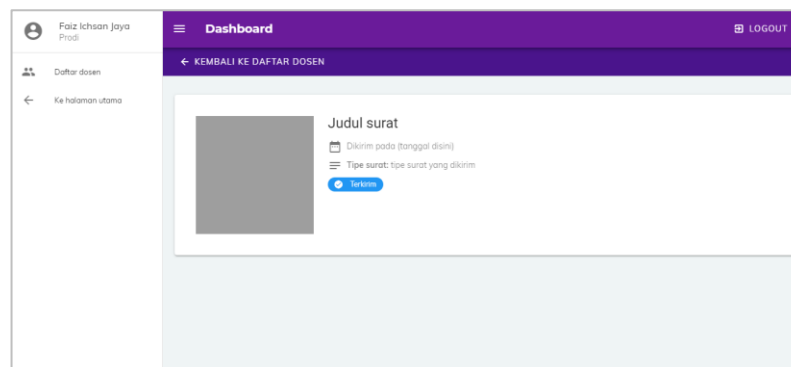 Faiz Ichsan Jaya
Prodi
Daftar dosen
Ke halaman utama
Dashboard
LOGOUT
KEMBALI KE DAFTAR DOSEN
Judul surat
Dikirim pada (tanggal disini)
Tipe surat: tipe surat yang dikirim
Terkirim